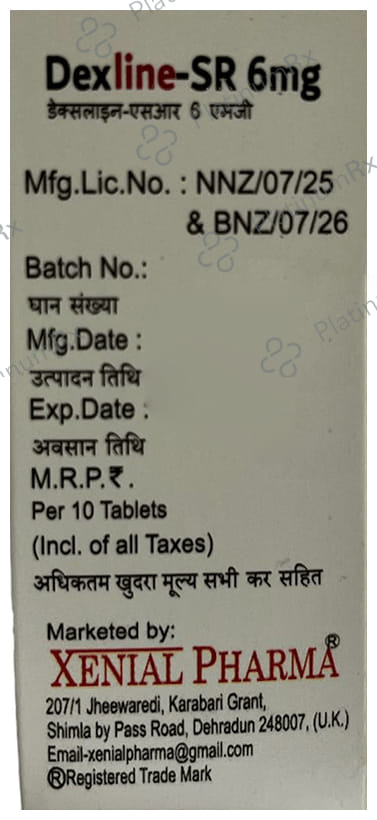 Dexline-SR 6mg
डेक्सलाइन-एसआर 6 एमजी
Mfg.Lic.No. : NNZ/07/25
& BNZ/07/26
Batch No.:
घान संख्या
Mfg.Date :
उत्पादन तिथि
Exp.Date :
अवसान तिथि
M.R.P.₹.
Per 10 Tablets
(Incl. of all Taxes)
अधिकतम खुदरा मूल्य सभी कर सहित
Marketed by:
XENIAL PHARMA®
207/1 Jheewaredi, Karabari Grant,
Shimla by Pass Road, Dehradun 248007, (U.K.)
Email-xenialpharma@gmail.com
®Registered Trade Mark
PlatinumRx